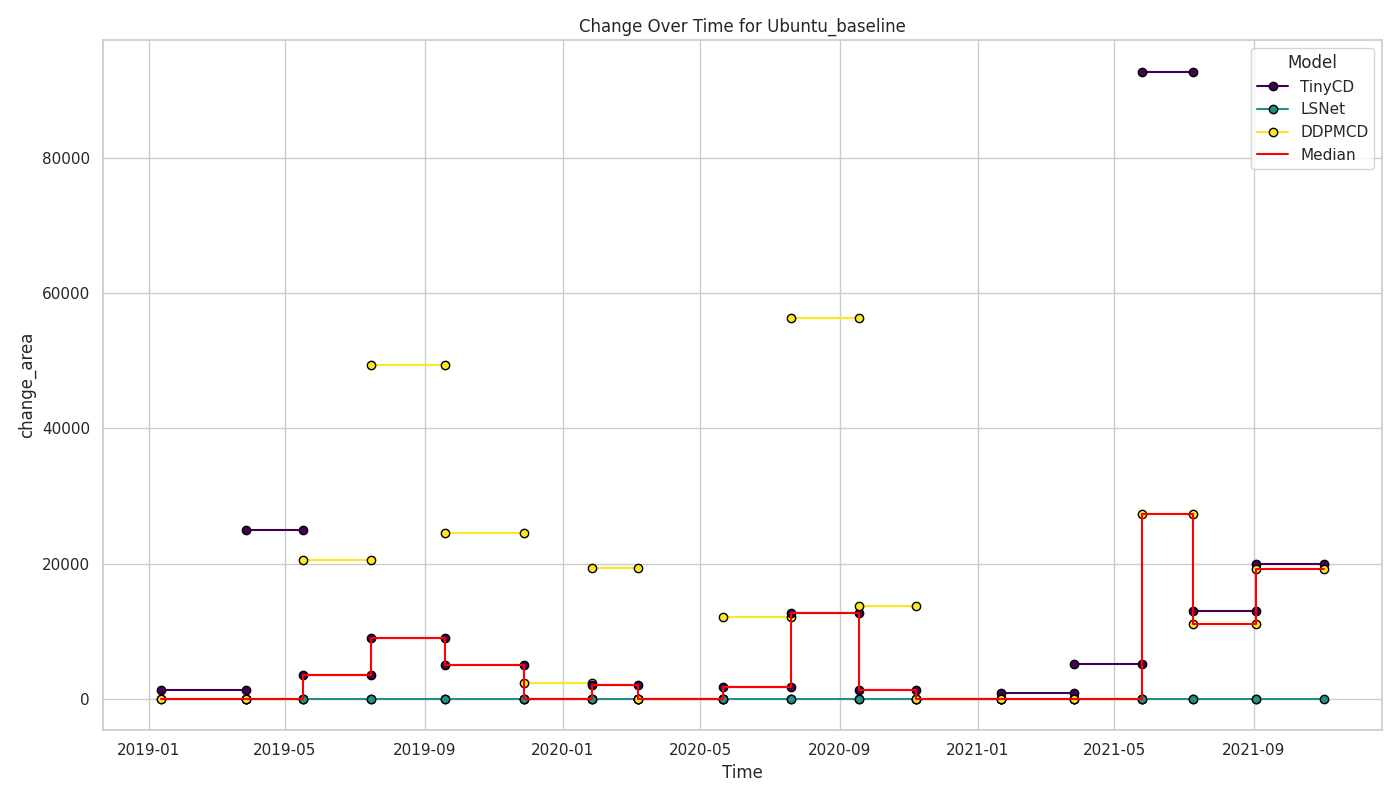 Change Over Time for Ubuntu_baseline
change_area
80000
60000
40000
20000
0
2019-01
2019-05
2019-09
2020-01
2020-05
2020-09
2021-01
2021-05
2021-09
Time
Model
TinyCD
LSNet
DDPMCD
Median